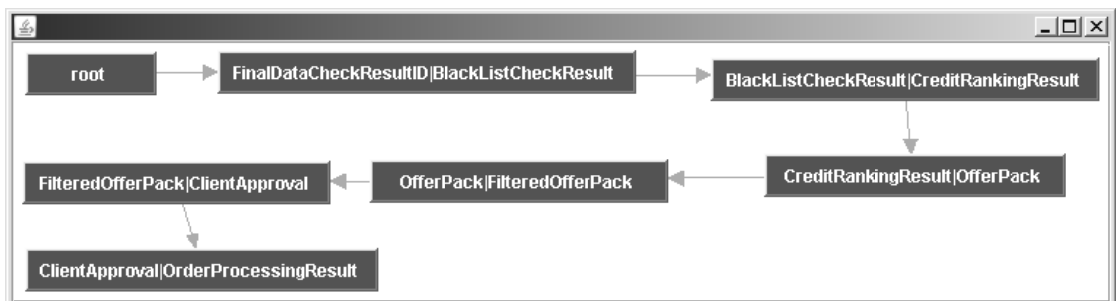 root
FinalDataCheckResultID|BlackListCheckResult
BlackListCheckResult|CreditRankingResult
CreditRankingResult|OfferPack
OfferPack|FilteredOfferPack
FilteredOfferPack|ClientApproval
ClientApproval|OrderProcessingResult